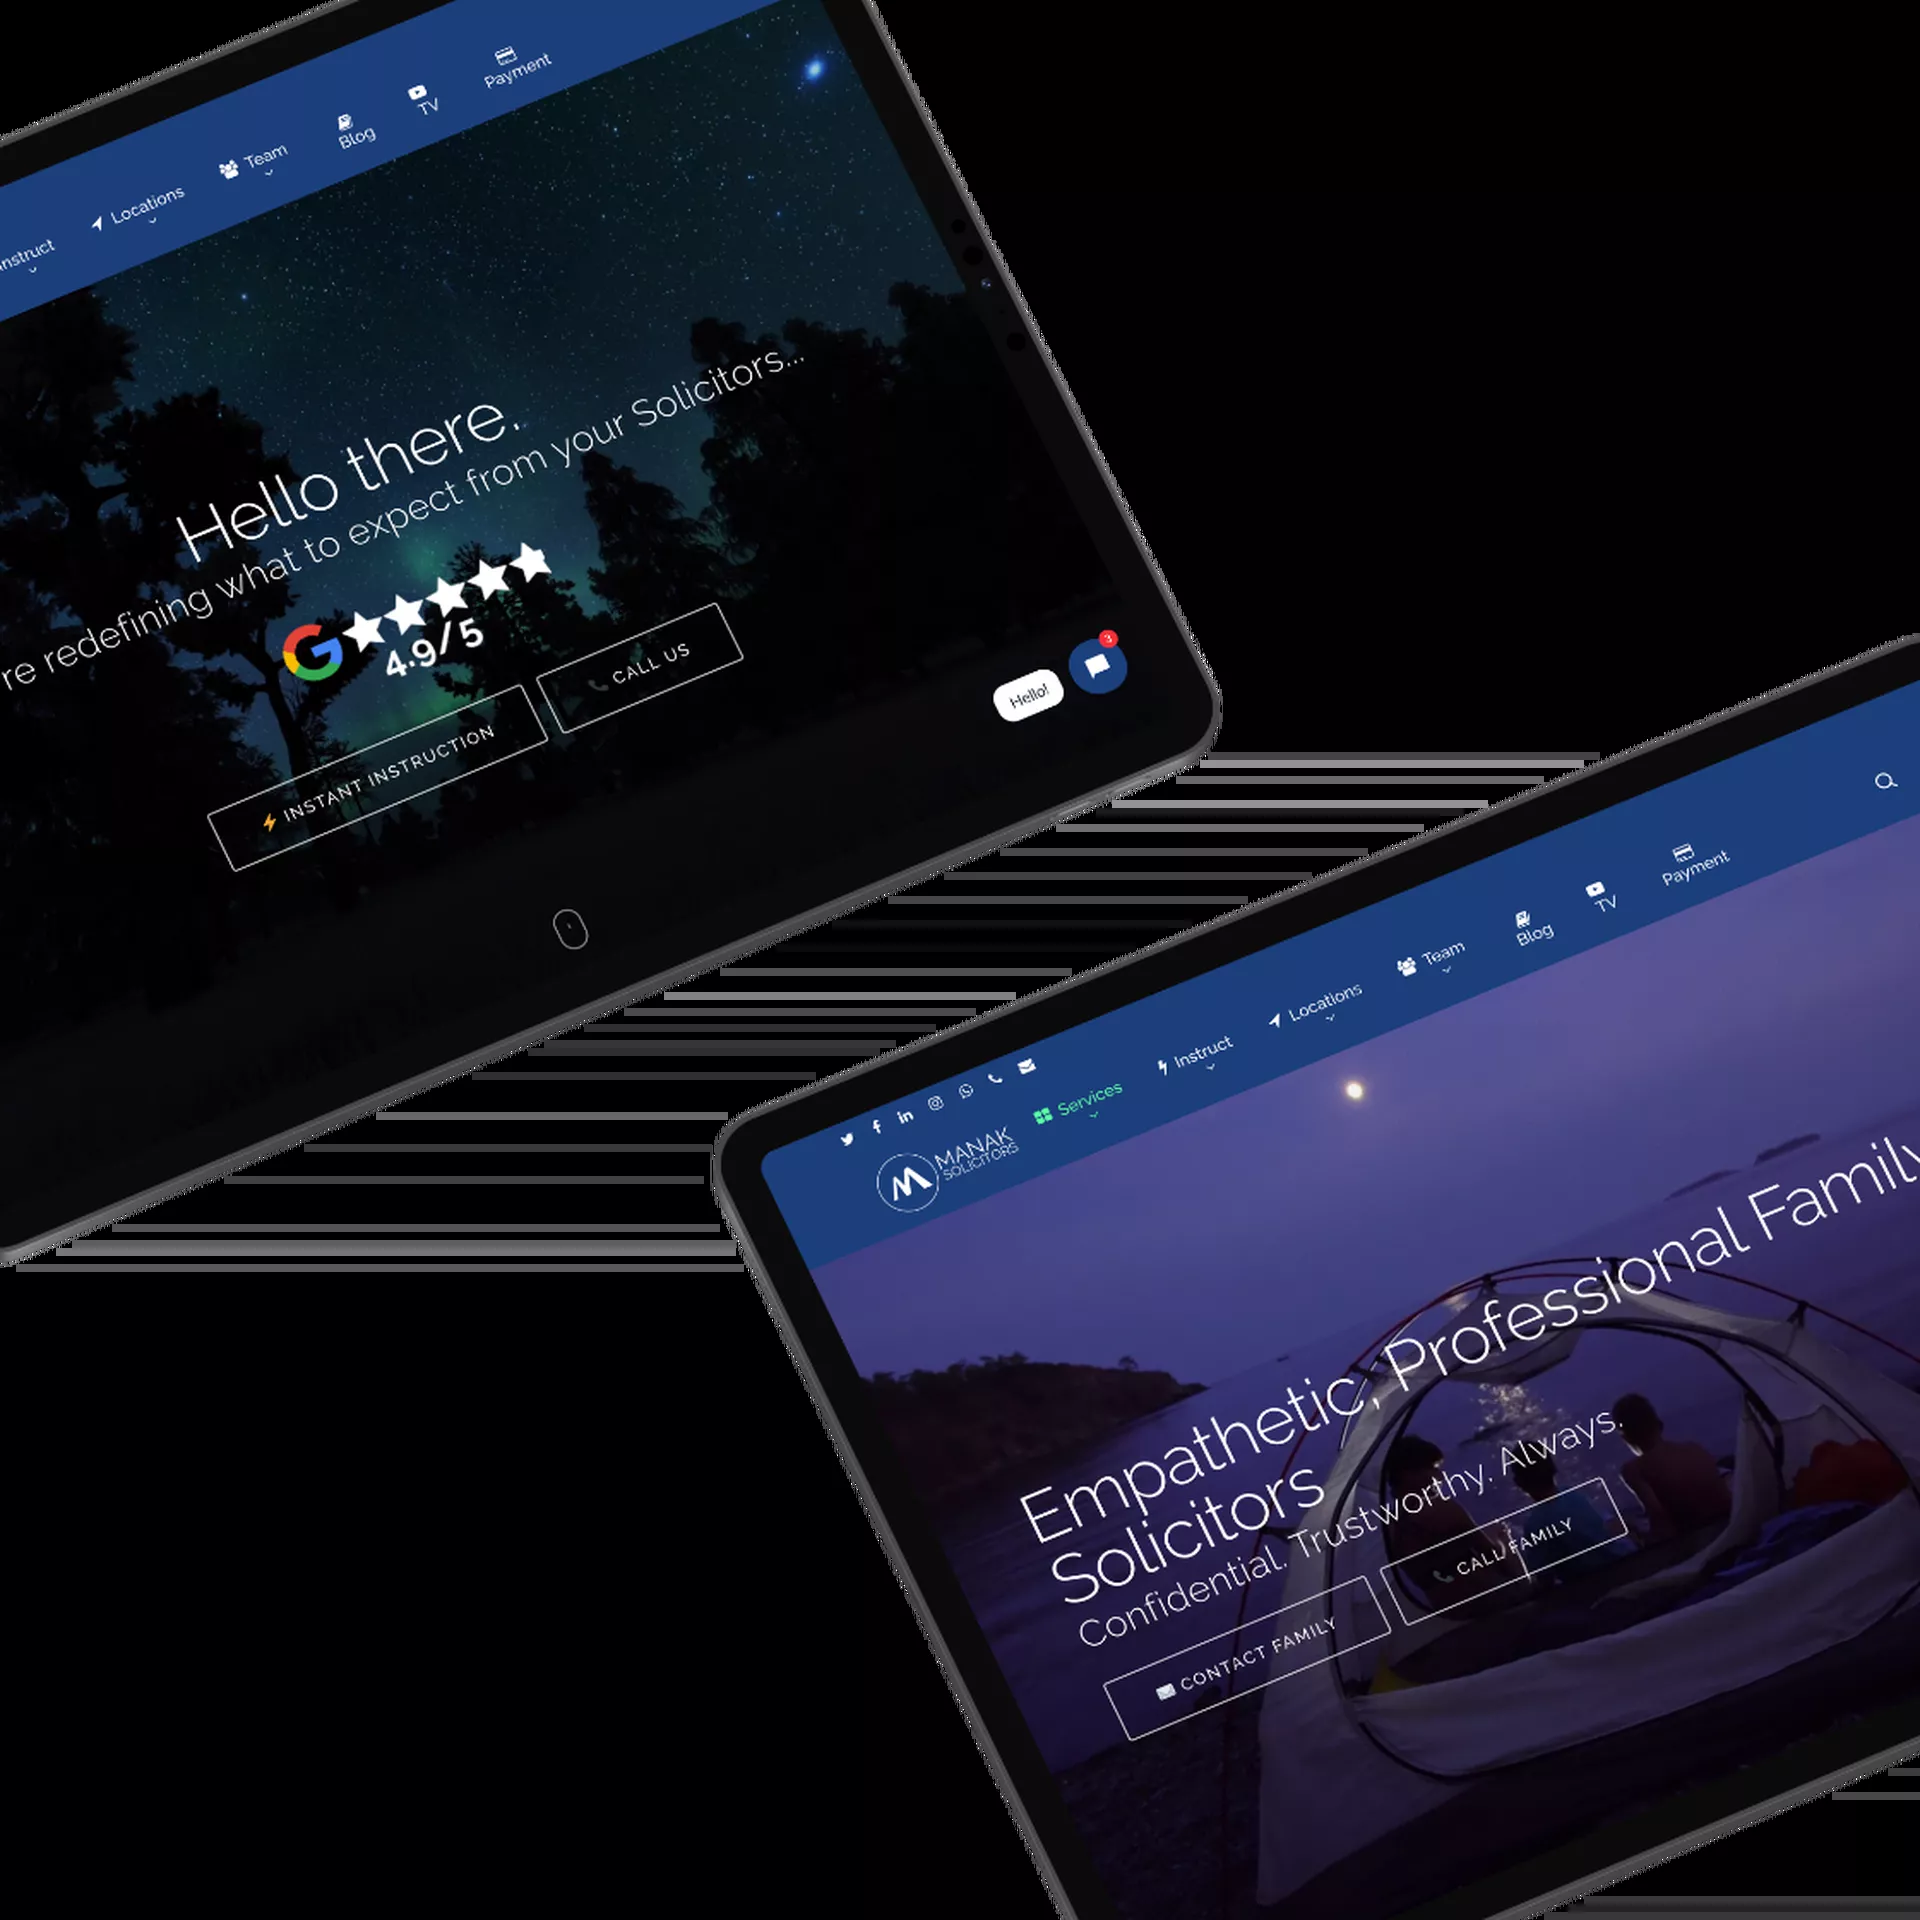 Instruct
Locations
Team
Blog
TV
Payment
Hello there.
re redefining what to expect from your Solicitors...
G
4.9/5
⚡ INSTANT INSTRUCTION
CALL US
Hello!
3
MANAK
SOLICITORS
Services
Instruct
Locations
Team
Blog
TV
Payment
Empathetic, Professional Family
Solicitors
Confidential. Trustworthy. Always.
CONTACT FAMILY
CALL FAMILY